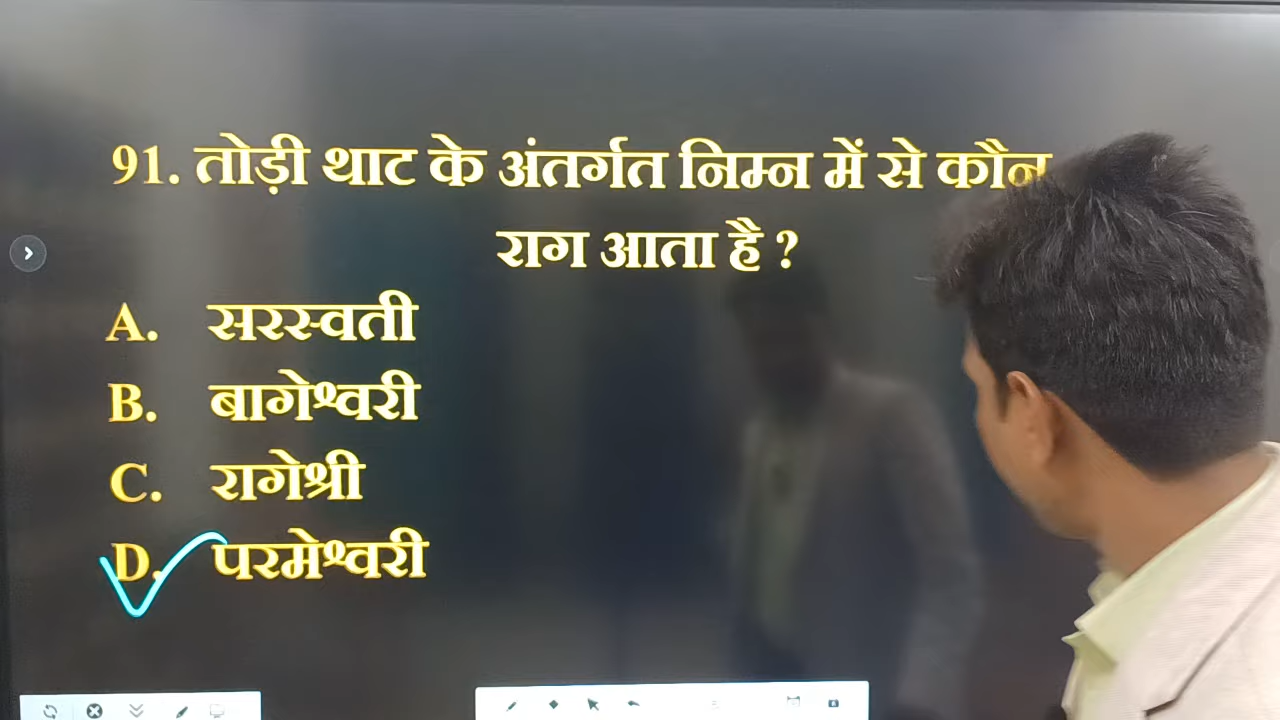 91. तोड़ी थाट के अंतर्गत निम्न में से कौन
राग आता है ?
A. सरस्वती
B. बागेश्वरी
C. रागेश्री
D. परमेश्वरी